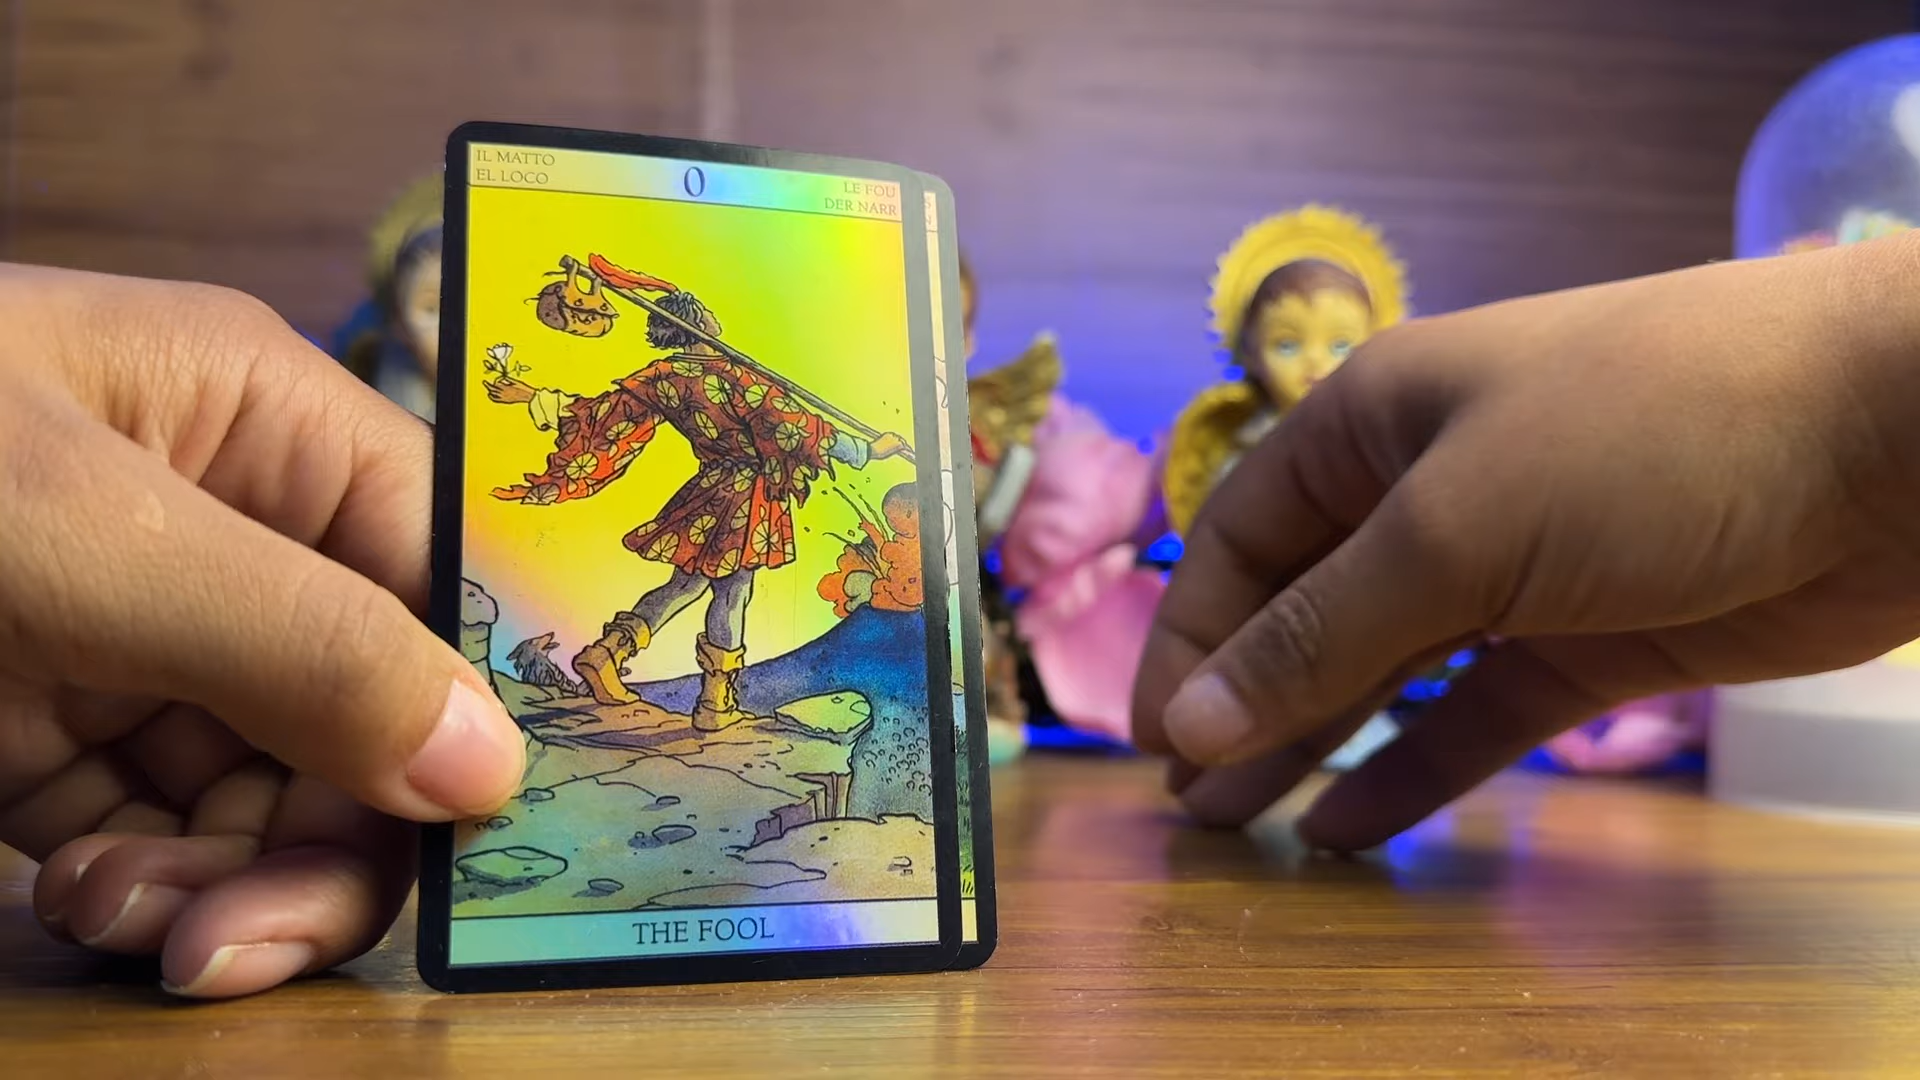 IL MATTO
EL LOCO
0
LE FOU
DER NARR
S
N
THE FOOL